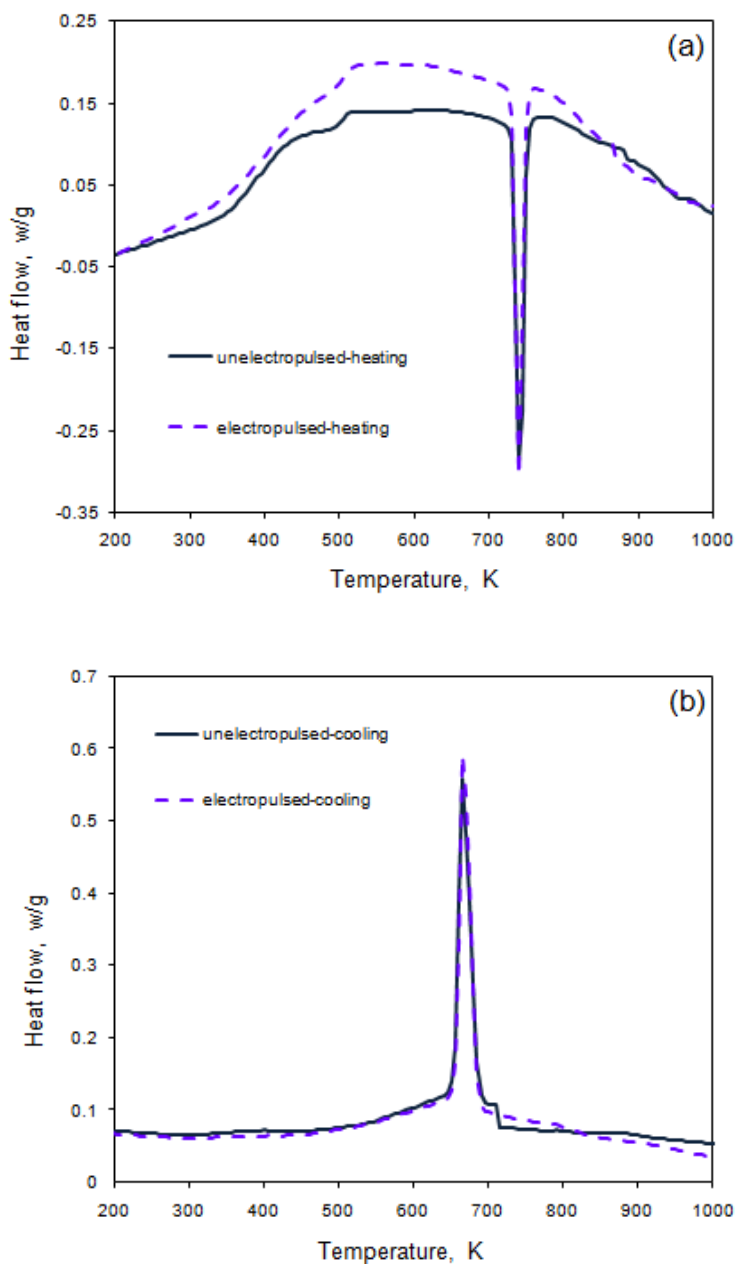 (a)
0.25
0.15
0.05
-0.05
-0.15
-0.25
-0.35
Heat flow, w/g
unelectropulsed-heating
electropulsed-heating
200 300 400 500 600 700 800 900 1000
Temperature, K
(b)
0.7
0.6
0.5
0.4
0.3
0.2
0.1
0
Heat flow, w/g
unelectropulsed-cooling
electropulsed-cooling
200 300 400 500 600 700 800 900 1000
Temperature, K